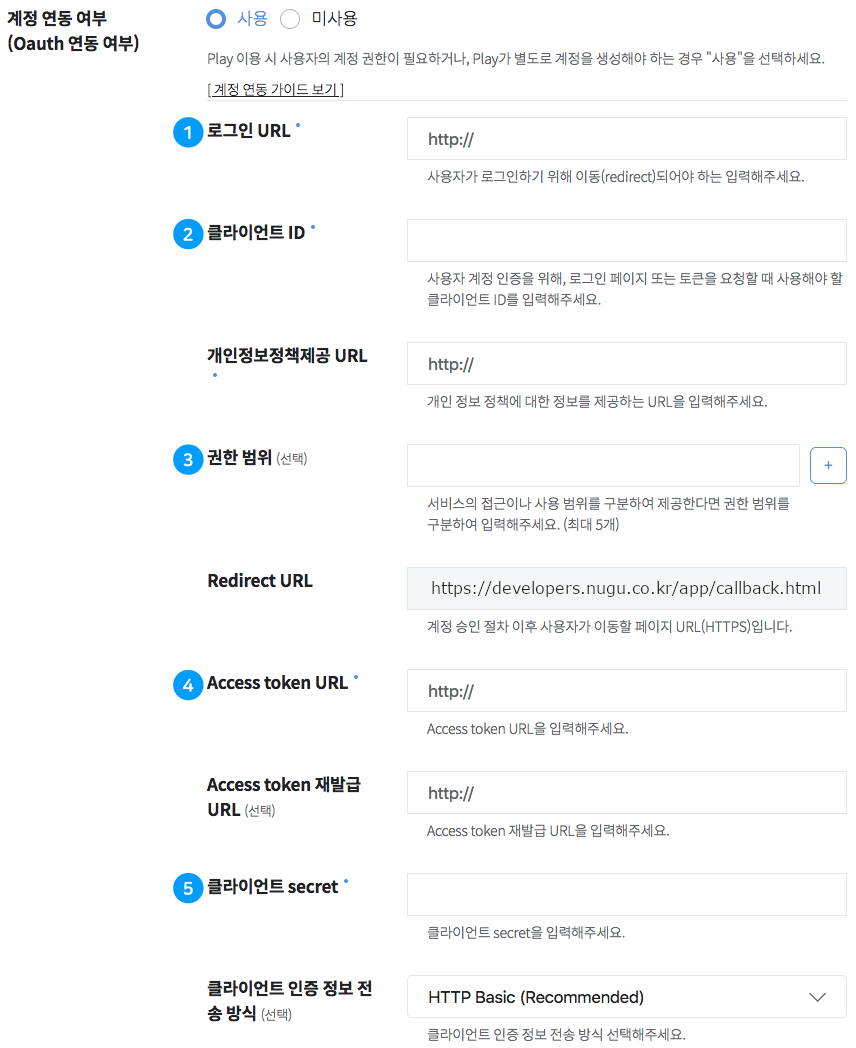 계정 연동 여부
(Oauth 연동 여부)
사용 미사용
Play 이용 시 사용자의 계정 권한이 필요하거나, Play가 별도로 계정을 생성해야 하는 경우 "사용"을 선택하세요.
[ 계정 연동 가이드 보기 ]
1 로그인 URL
http://
사용자가 로그인하기 위해 이동(redirect)되어야 하는 입력해주세요.
2 클라이언트 ID
사용자 계정 인증을 위해, 로그인 페이지 또는 토큰을 요청할 때 사용해야 할
클라이언트 ID를 입력해주세요.
개인정보정책제공 URL
http://
개인 정보 정책에 대한 정보를 제공하는 URL을 입력해주세요.
3 권한 범위 (선택)
+
서비스의 접근이나 사용 범위를 구분하여 제공한다면 권한 범위를
구분하여 입력해주세요. (최대 5개)
Redirect URL
https://developers.nugu.co.kr/app/callback.html
계정 승인 절차 이후 사용자가 이동할 페이지 URL(HTTPS)입니다.
4 Access token URL
http://
Access token URL을 입력해주세요.
Access token 재발급
URL (선택)
http://
Access token 재발급 URL을 입력해주세요.
5 클라이언트 secret
클라이언트 secret을 입력해주세요.
클라이언트 인증 정보 전
송 방식 (선택)
HTTP Basic (Recommended)
클라이언트 인증 정보 전송 방식 선택해주세요.